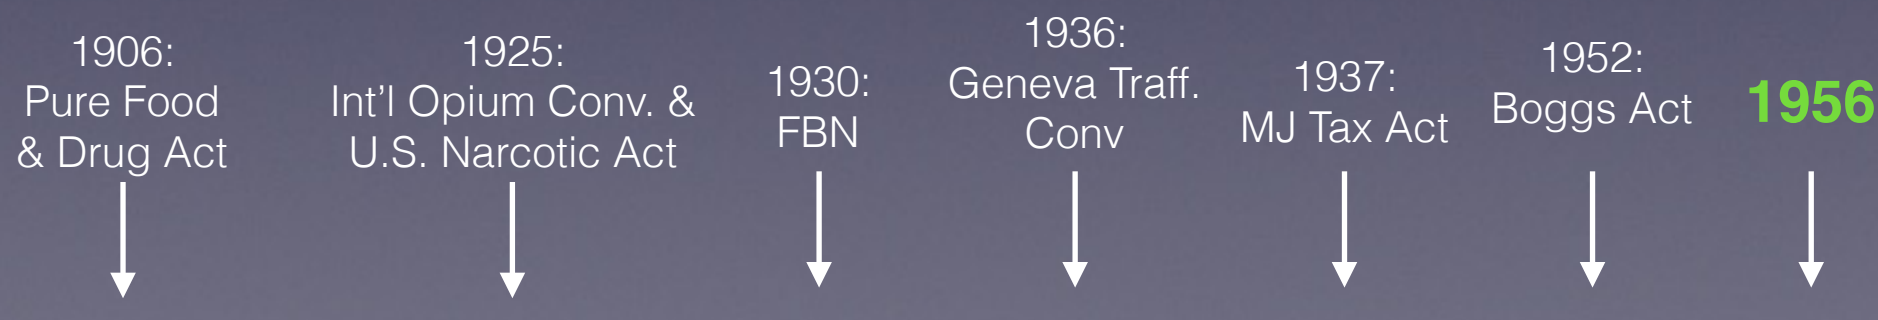 1906:
Pure Food
& Drug Act
1925:
Int'l Opium Conv. &
U.S. Narcotic Act
1930:
FBN
1936:
Geneva Traff.
Conv
1937:
MJ Tax Act
1952:
Boggs Act
1956